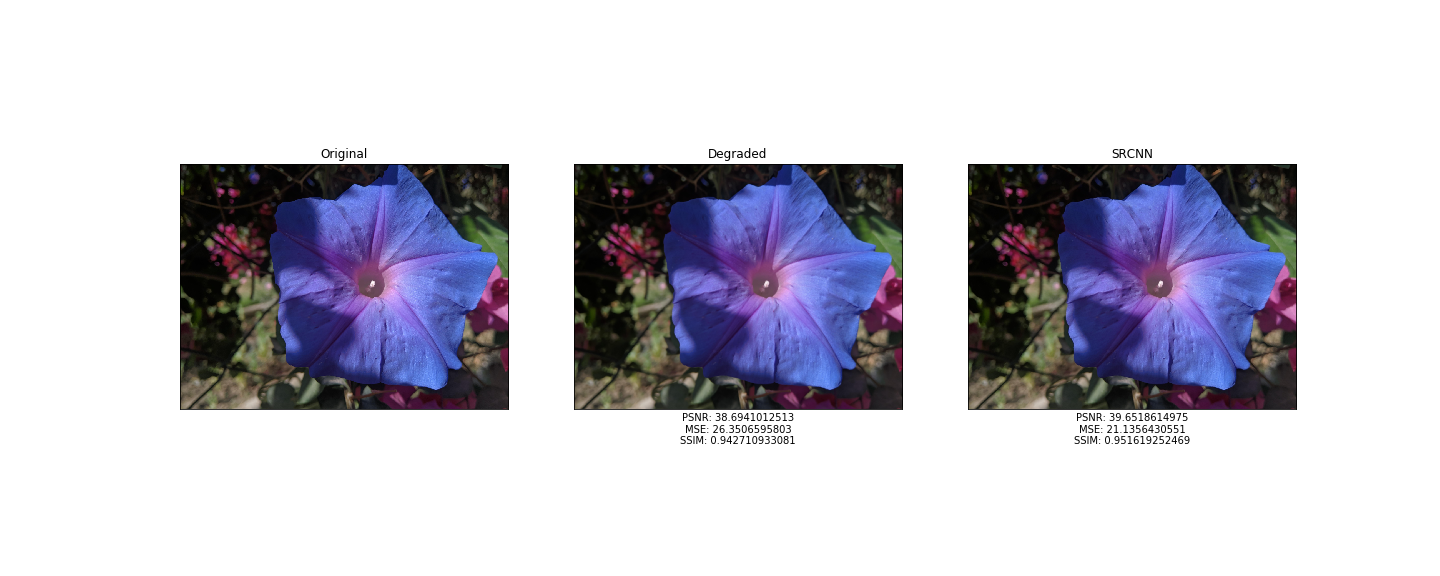 Original
Degraded
SRCNN
PSNR: 38.6941012513
MSE: 26.3506595803
SSIM: 0.942710933081
PSNR: 39.6518614975
MSE: 21.1356430551
SSIM: 0.951619252469